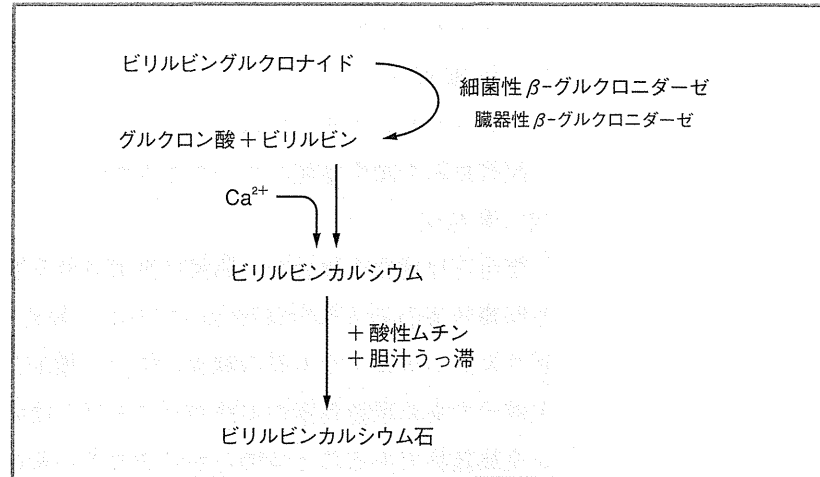 ビリルビングルクロナイド
細菌性β-グルクロニダーゼ
臓器性β-グルクロニダーゼ
グルクロン酸+ビリルビン
Ca²⁺
ビリルビンカルシウム
+酸性ムチン
+胆汁うっ滞
ビリルビンカルシウム石